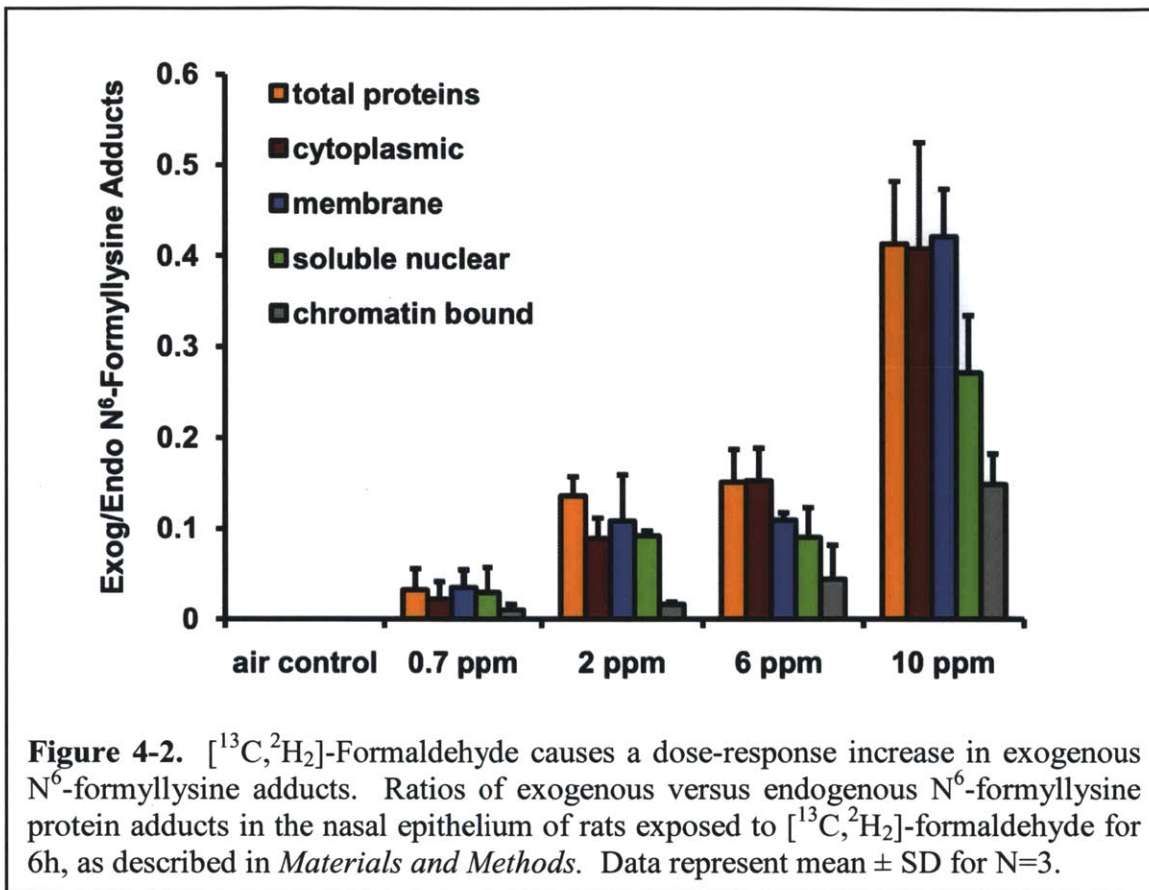 Exog/Endo N⁶-Formyllysine Adducts
0.6
0.5
0.4
0.3
0.2
0.1
0
total proteins
cytoplasmic
membrane
soluble nuclear
chromatin bound
air control 0.7 ppm 2 ppm 6 ppm 10 ppm
Figure 4-2. [¹³C,²H₂]-Formaldehyde causes a dose-response increase in exogenous
N⁶-formyllysine adducts. Ratios of exogenous versus endogenous N⁶-formyllysine
protein adducts in the nasal epithelium of rats exposed to [¹³C,²H₂]-formaldehyde for
6h, as described in Materials and Methods. Data represent mean ± SD for N=3.